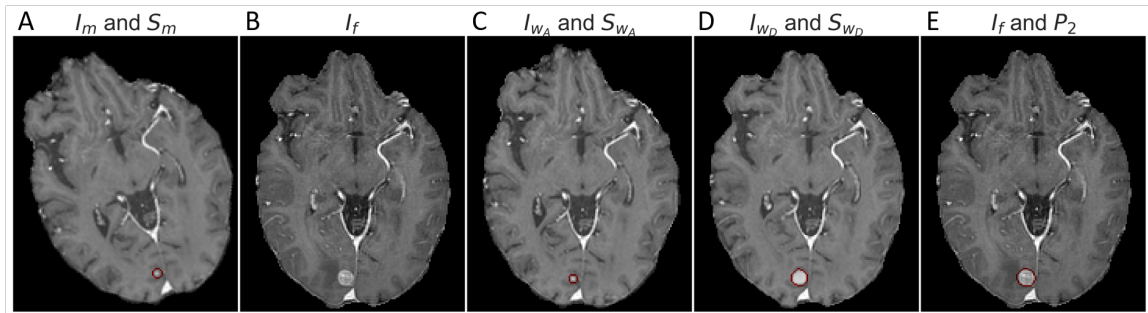 A I_m and S_m
B I_f
C I_{w_A} and S_{w_A}
D I_{w_D} and S_{w_D}
E I_f and P_2